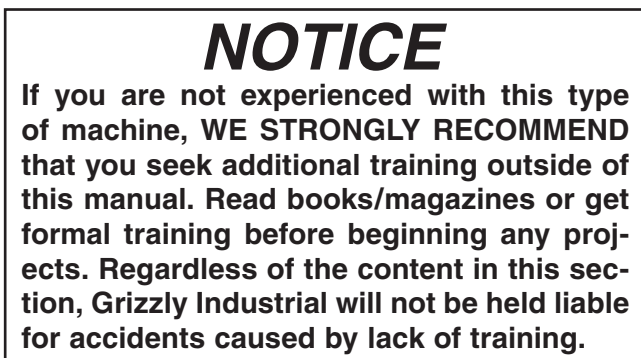 NOTICE
If you are not experienced with this type
of machine, WE STRONGLY RECOMMEND
that you seek additional training outside of
this manual. Read books/magazines or get
formal training before beginning any proj-
ects. Regardless of the content in this sec-
tion, Grizzly Industrial will not be held liable
for accidents caused by lack of training.